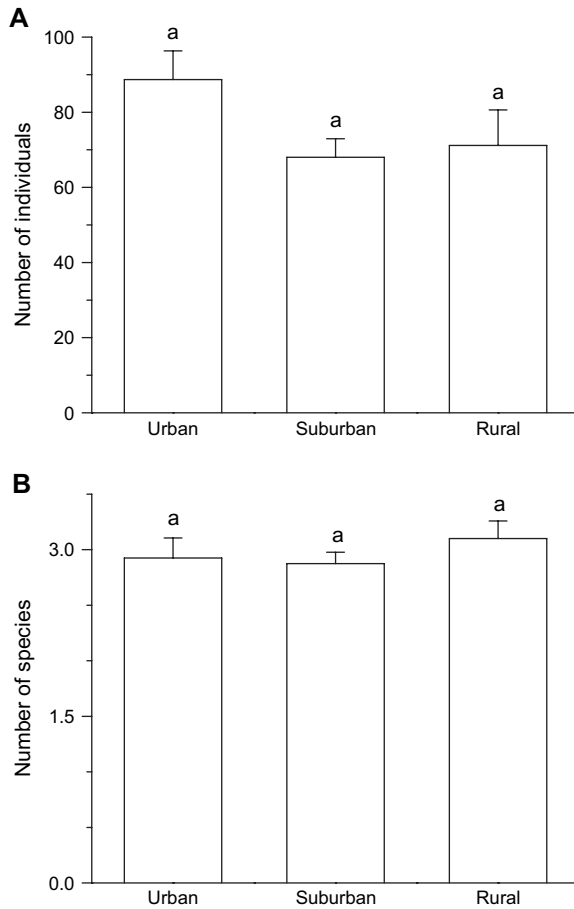 A
100
80
60
40
20
0
Number of individuals
a
a
a
Urban Suburban Rural
B
3.0
1.5
0.0
Number of species
a
a
a
Urban Suburban Rural